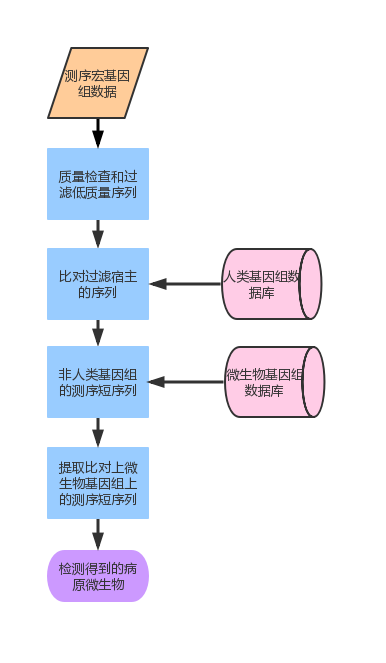 测序宏基因
组数据
质量检查和过
滤低质量序列
比对过滤宿主
的序列
人类基因组数
据库
非人类基因组
的测序短序列
微生物基因组
数据库
提取比对上微
生物基因组上
的测序短序列
检测得到的病
原微生物